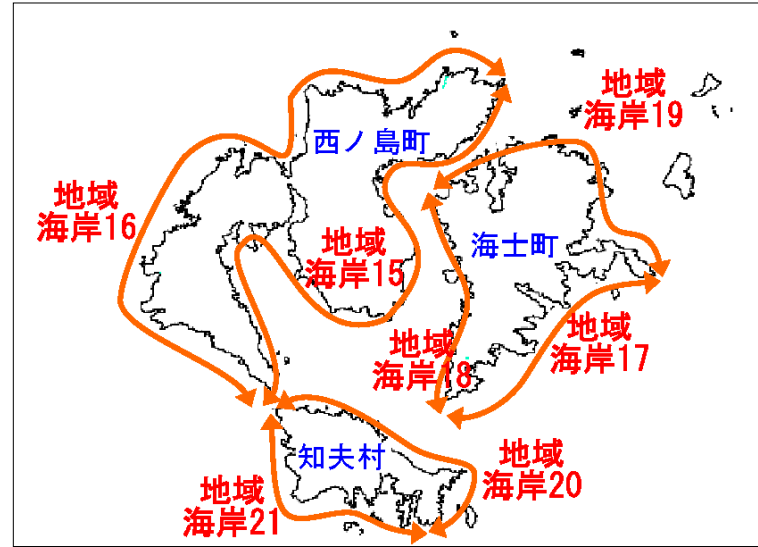 地域
海岸19
西ノ島町
地域
海岸16
地域
海岸15
海士町
地域
海岸18
地域
海岸17
知夫村
地域
海岸20
地域
海岸21